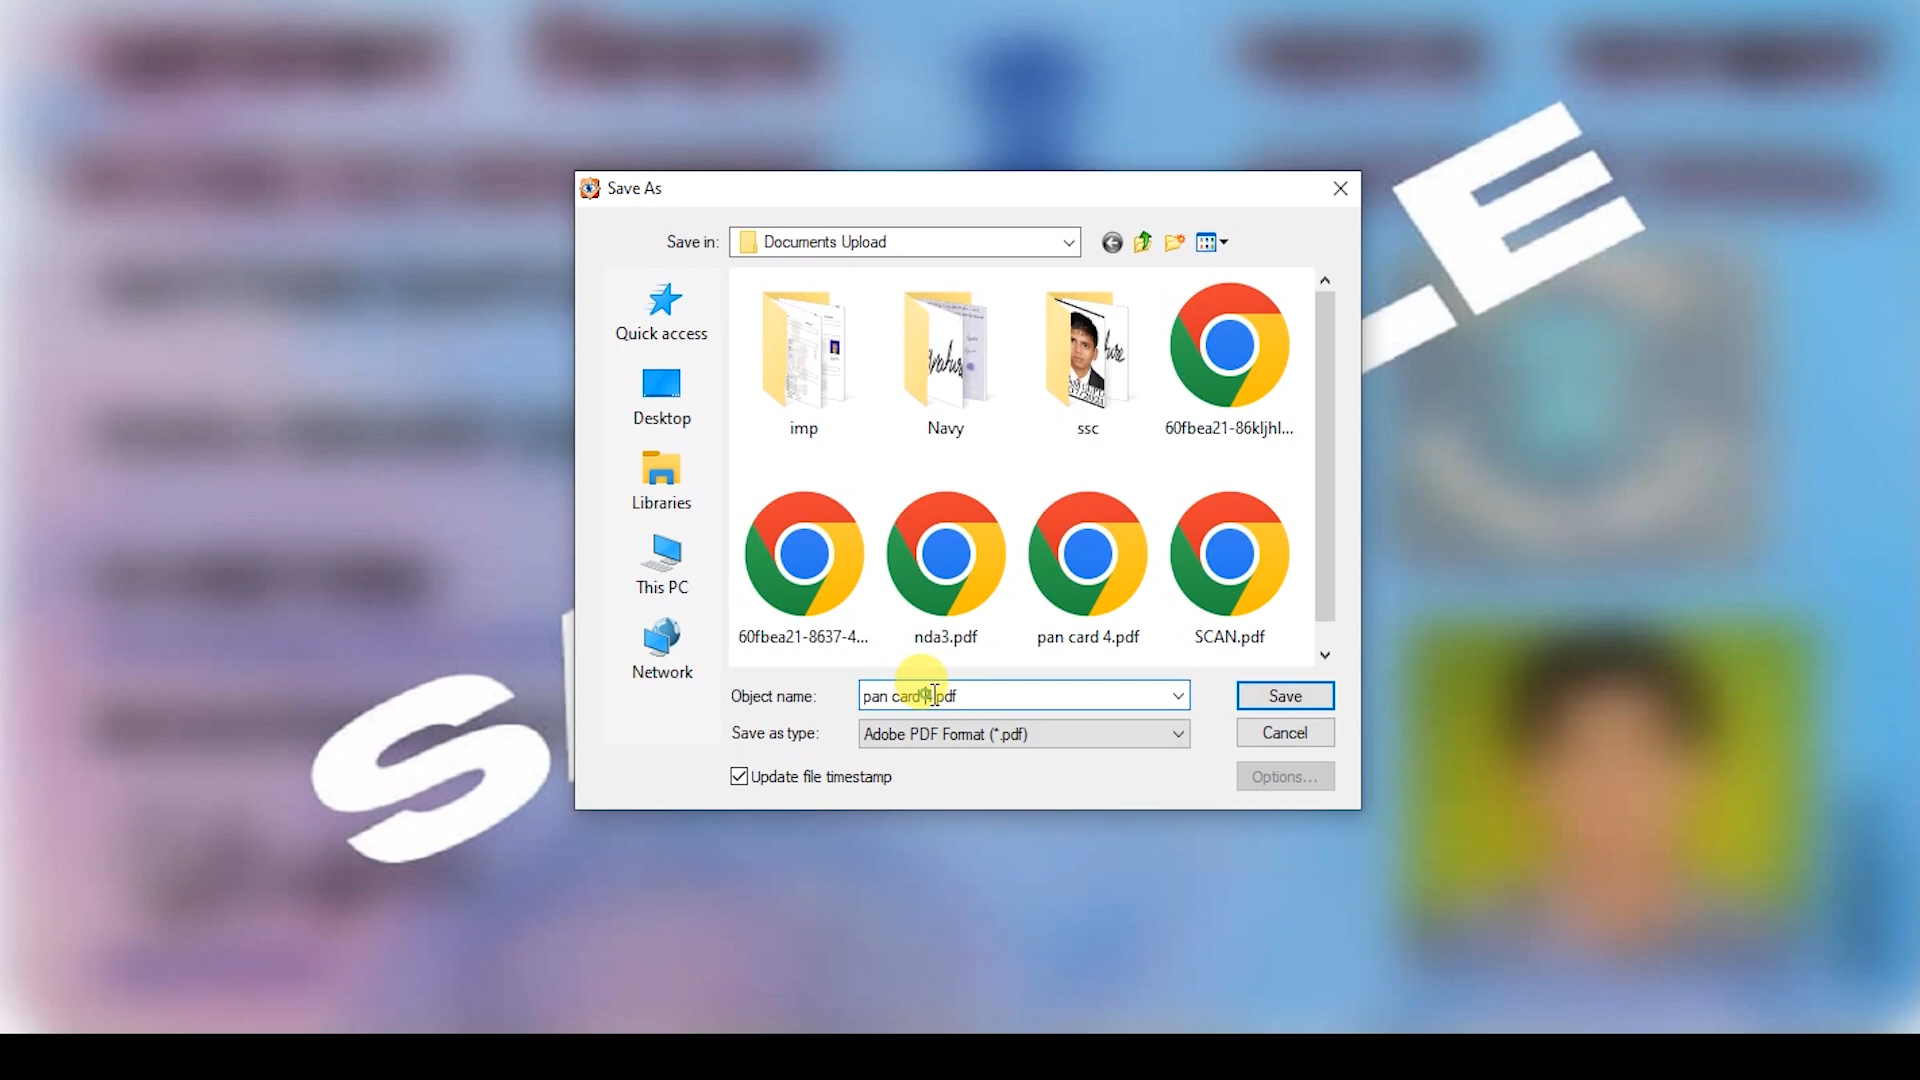 Save As
Save in:
Documents Upload
Quick access
Desktop
Libraries
This PC
Network
imp
Navy
ssc
60fbea21-86kljhl...
60fbea21-8637-4...
nda3.pdf
pan card 4.pdf
SCAN.pdf
Object name:
pan card 4.pdf
Save
Save as type:
Adobe PDF Format (*.pdf)
Cancel
Update file timestamp
Options...